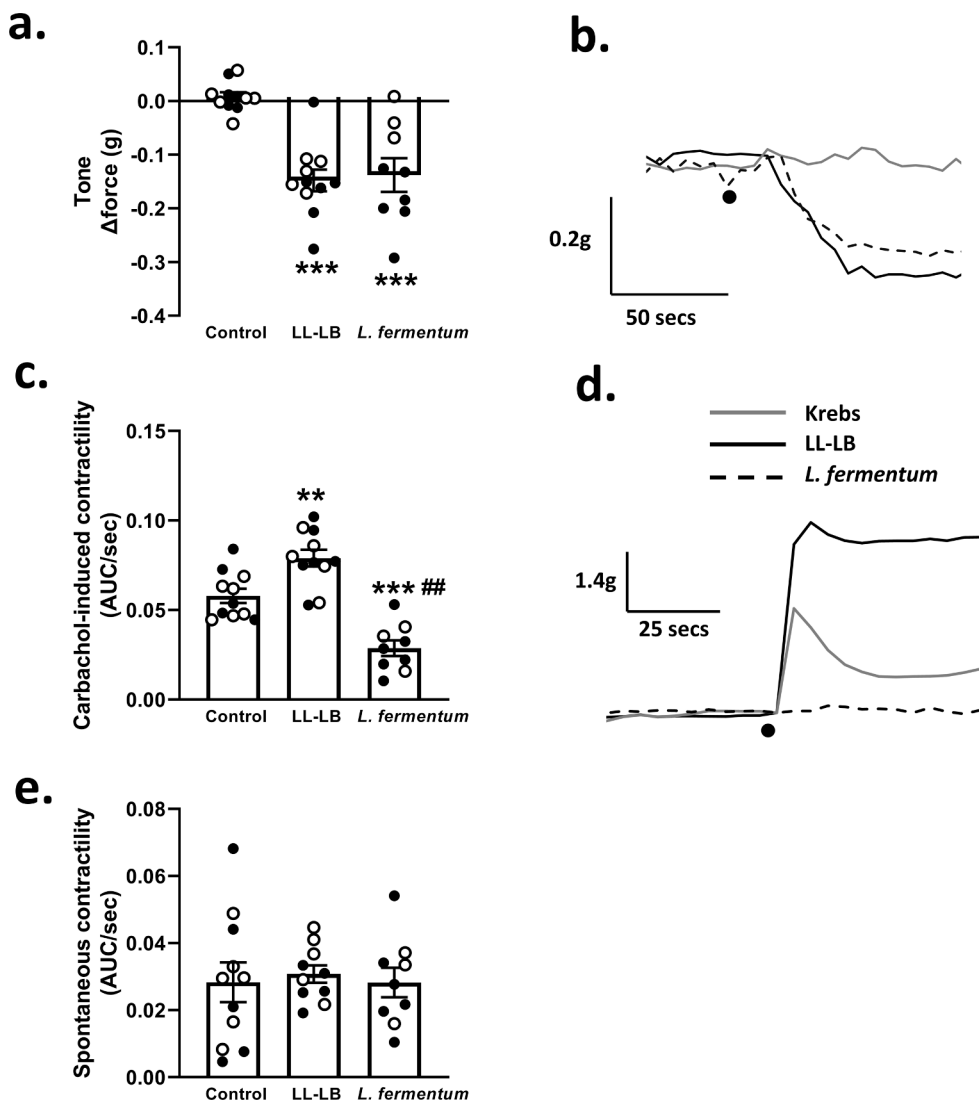 a.
Tone
Δforce (g)
0.1
0.0
-0.1
-0.2
-0.3
-0.4
***
***
Control
LL-LB
L. fermentum
b.
0.2g
50 secs
c.
Carbachol-induced contractility
(AUC/sec)
0.15
0.10
0.05
0.00
**
*** ##
Control
LL-LB
L. fermentum
d.
Krebs
LL-LB
L. fermentum
1.4g
25 secs
e.
Spontaneous contractility
(AUC/sec)
0.08
0.06
0.04
0.02
0.00
Control
LL-LB
L. fermentum